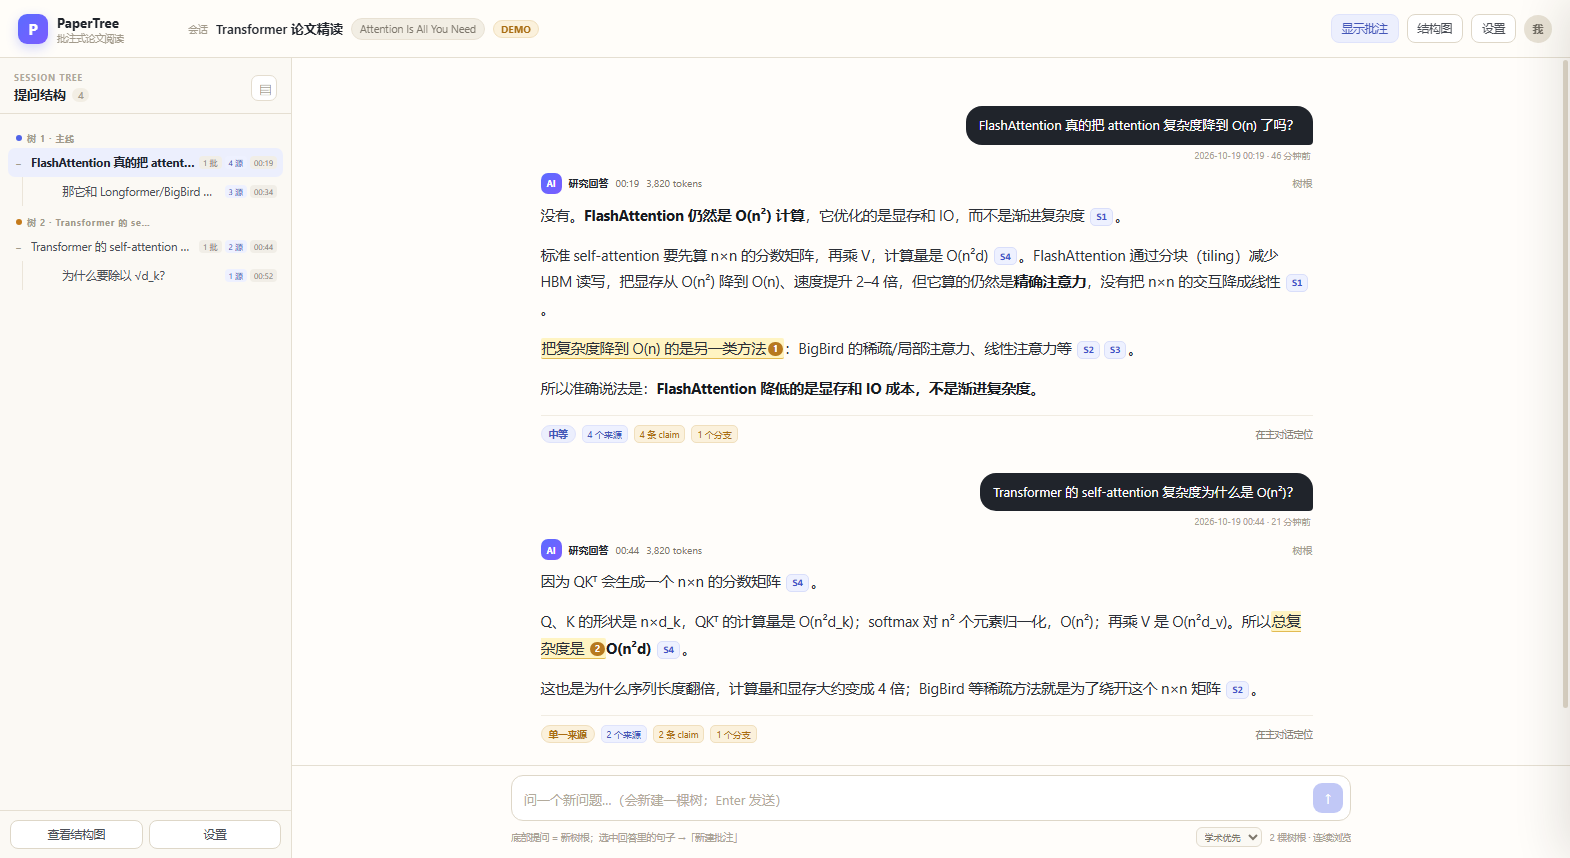 P
PaperTree
批注式论文阅读
会话 Transformer 论文精读 Attention Is All You Need DEMO
显示批注 结构图 设置 我
SESSION TREE
提问结构 4
树 1 · 主线
– FlashAttention 真的把 attent... 1 批 4 源 00:19
那它和 Longformer/BigBird ... 3 源 00:34
树 2 · Transformer 的 se...
– Transformer 的 self-attention ... 1 批 2 源 00:44
为什么要除以 √d_k? 1 源 00:52
查看结构图 设置
FlashAttention 真的把 attention 复杂度降到 O(n) 了吗?
2026-10-19 00:19 · 46 分钟前
AI 研究回答 00:19 3,820 tokens 树根
没有。FlashAttention 仍然是 O(n²) 计算，它优化的是显存和 IO，而不是渐进复杂度 S1 。
标准 self-attention 要先算 n×n 的分数矩阵，再乘 V，计算量是 O(n²d) S4 。FlashAttention 通过分块（tiling）减少
HBM 读写，把显存从 O(n²) 降到 O(n)、速度提升 2–4 倍，但它算的仍然是精确注意力，没有把 n×n 的交互降成线性 S1
。
把复杂度降到 O(n) 的是另一类方法 1 ：BigBird 的稀疏/局部注意力、线性注意力等 S2 S3 。
所以准确说法是：FlashAttention 降低的是显存和 IO 成本，不是渐进复杂度。
中等 4 个来源 4 条 claim 1 个分支 在主对话定位
Transformer 的 self-attention 复杂度为什么是 O(n²)?
2026-10-19 00:44 · 21 分钟前
AI 研究回答 00:44 3,820 tokens 树根
因为 QKᵀ 会生成一个 n×n 的分数矩阵 S4 。
Q、K 的形状是 n×d_k，QKᵀ 的计算量是 O(n²d_k)；softmax 对 n² 个元素归一化，O(n²)；再乘 V 是 O(n²d_v)。所以总复
杂度是 2 O(n²d) S4 。
这也是为什么序列长度翻倍，计算量和显存大约变成 4 倍；BigBird 等稀疏方法就是为了绕开这个 n×n 矩阵 S2 。
单一来源 2 个来源 2 条 claim 1 个分支 在主对话定位
问一个新问题...（会新建一棵树；Enter 发送） ↑
底部提问 = 新树根；选中回答里的句子 → 「新建批注」 学术优先 2 棵树根 · 连续浏览